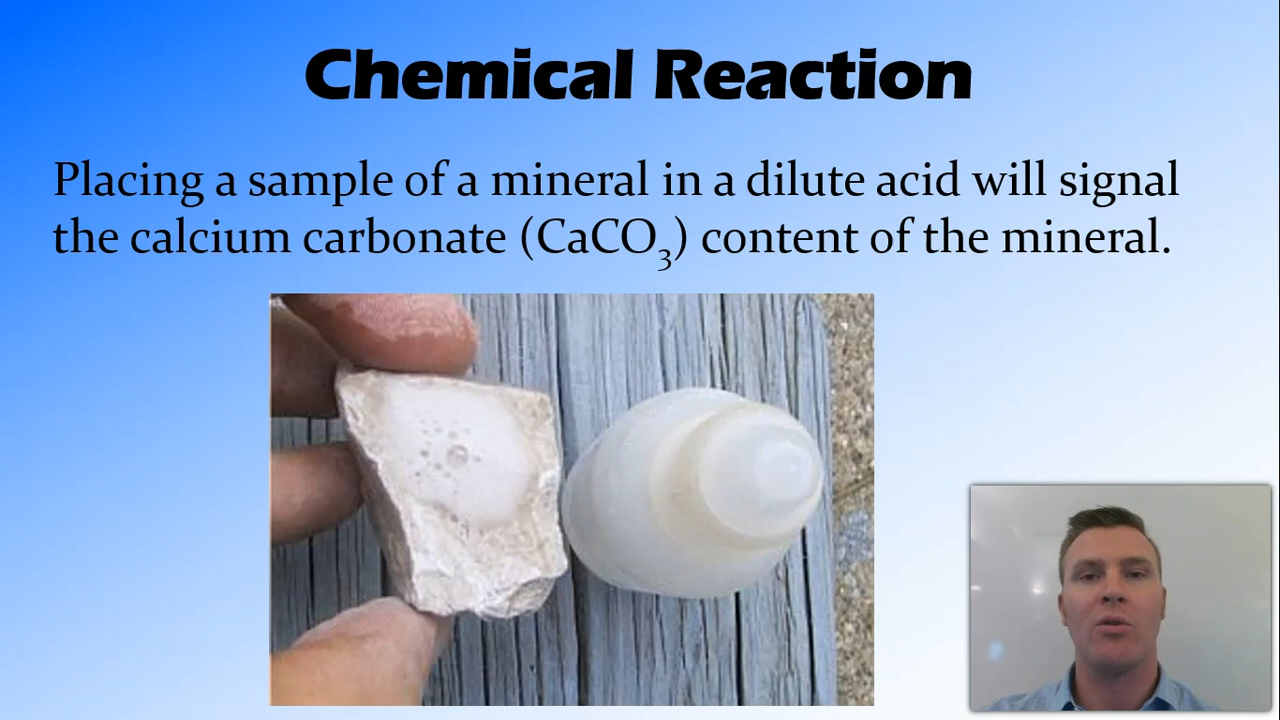 Chemical Reaction
Placing a sample of a mineral in a dilute acid will signal
the calcium carbonate (CaCO₃) content of the mineral.